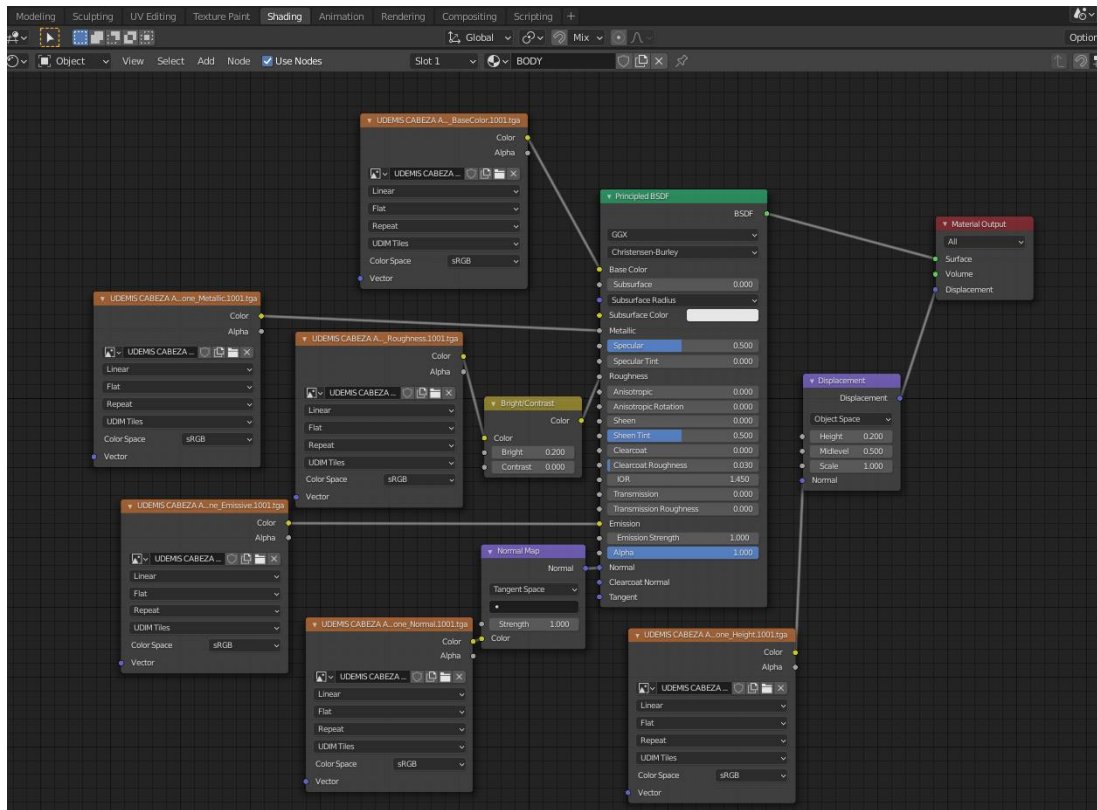 Modeling Sculpting UV Editing Texture Paint Shading Animation Rendering Compositing Scripting +
Global Mix Option
Object View Select Add Node Use Nodes Slot 1 BODY
UDEMIS CABEZA A..._BaseColor.1001.tga
Color
Alpha
UDEMIS CABEZA ...
Linear
Flat
Repeat
UDIM Tiles
Color Space sRGB
Vector
UDEMIS CABEZA A...one_Metallic.1001.tga
Color
Alpha
UDEMIS CABEZA ...
Linear
Flat
Repeat
UDIM Tiles
Color Space sRGB
Vector
UDEMIS CABEZA A..._Roughness.1001.tga
Color
Alpha
UDEMIS CABEZA ...
Linear
Flat
Repeat
UDIM Tiles
Color Space sRGB
Vector
Bright/Contrast
Color
Color
Bright 0.200
Contrast 0.000
UDEMIS CABEZA A...ne_Emissive.1001.tga
Color
Alpha
UDEMIS CABEZA ...
Linear
Flat
Repeat
UDIM Tiles
Color Space sRGB
Vector
Normal Map
Normal
Tangent Space
Strength 1.000
Color
UDEMIS CABEZA A...one_Normal.1001.tga
Color
Alpha
UDEMIS CABEZA ...
Linear
Flat
Repeat
UDIM Tiles
Color Space sRGB
Vector
Principled BSDF
BSDF
GGX
Christensen-Burley
Base Color
Subsurface 0.000
Subsurface Radius
Subsurface Color
Metallic
Specular 0.500
Specular Tint 0.000
Roughness
Anisotropic 0.000
Anisotropic Rotation 0.000
Sheen 0.000
Sheen Tint 0.500
Clearcoat 0.000
Clearcoat Roughness 0.030
IOR 1.450
Transmission 0.000
Transmission Roughness 0.000
Emission
Emission Strength 1.000
Alpha 1.000
Normal
Clearcoat Normal
Tangent
Material Output
All
Surface
Volume
Displacement
Displacement
Displacement
Object Space
Height 0.200
Midlevel 0.500
Scale 1.000
Normal
UDEMIS CABEZA A...one_Height.1001.tga
Color
Alpha
UDEMIS CABEZA ...
Linear
Flat
Repeat
UDIM Tiles
Color Space sRGB
Vector